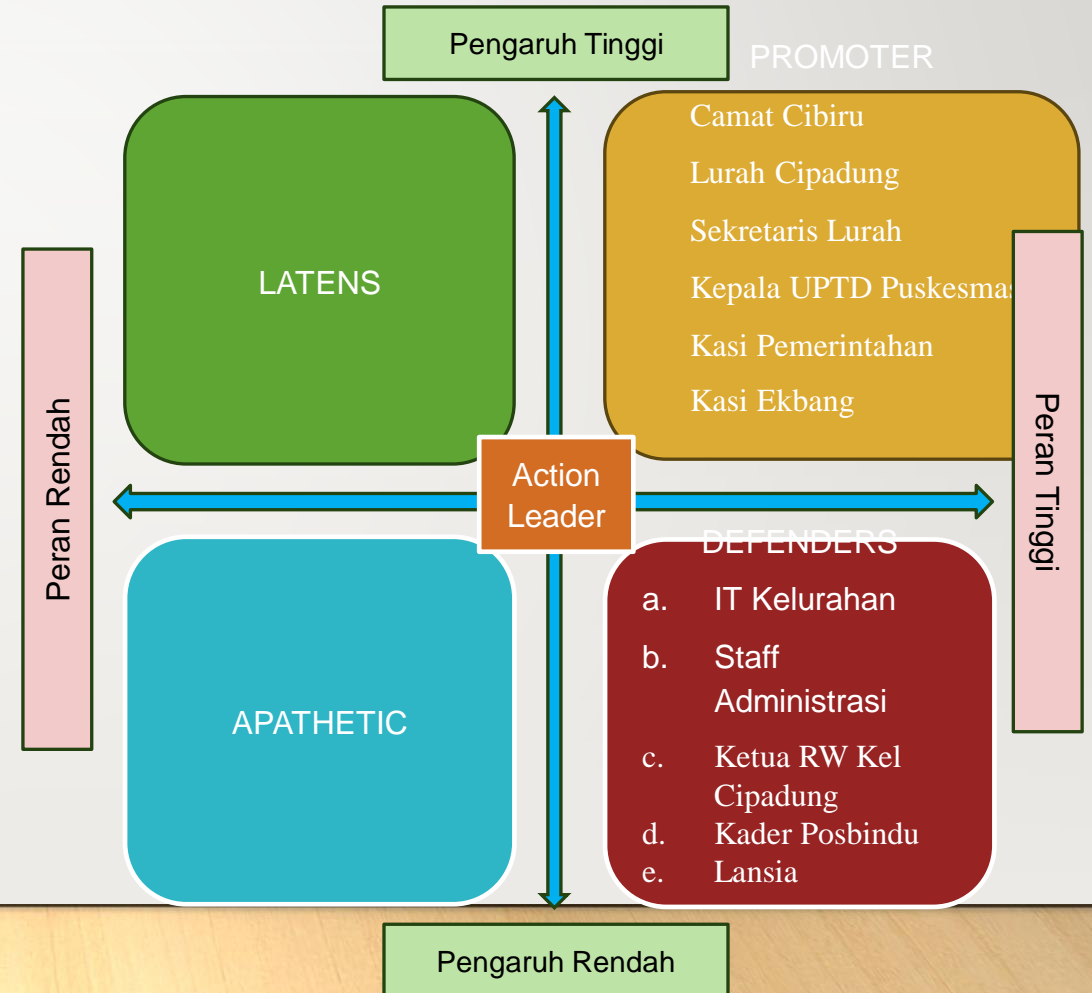 Pengaruh Tinggi
PROMOTER
Camat Cibiru
Lurah Cipadung
Sekretaris Lurah
Kepala UPTD Puskesmas
Kasi Pemerintahan
Kasi Ekbang
LATENS
Peran Rendah
Peran Tinggi
Action
Leader
DEFENDERS
a. IT Kelurahan
b. Staff
Administrasi
c. Ketua RW Kel
Cipadung
d. Kader Posbindu
e. Lansia
APATHETIC
Pengaruh Rendah